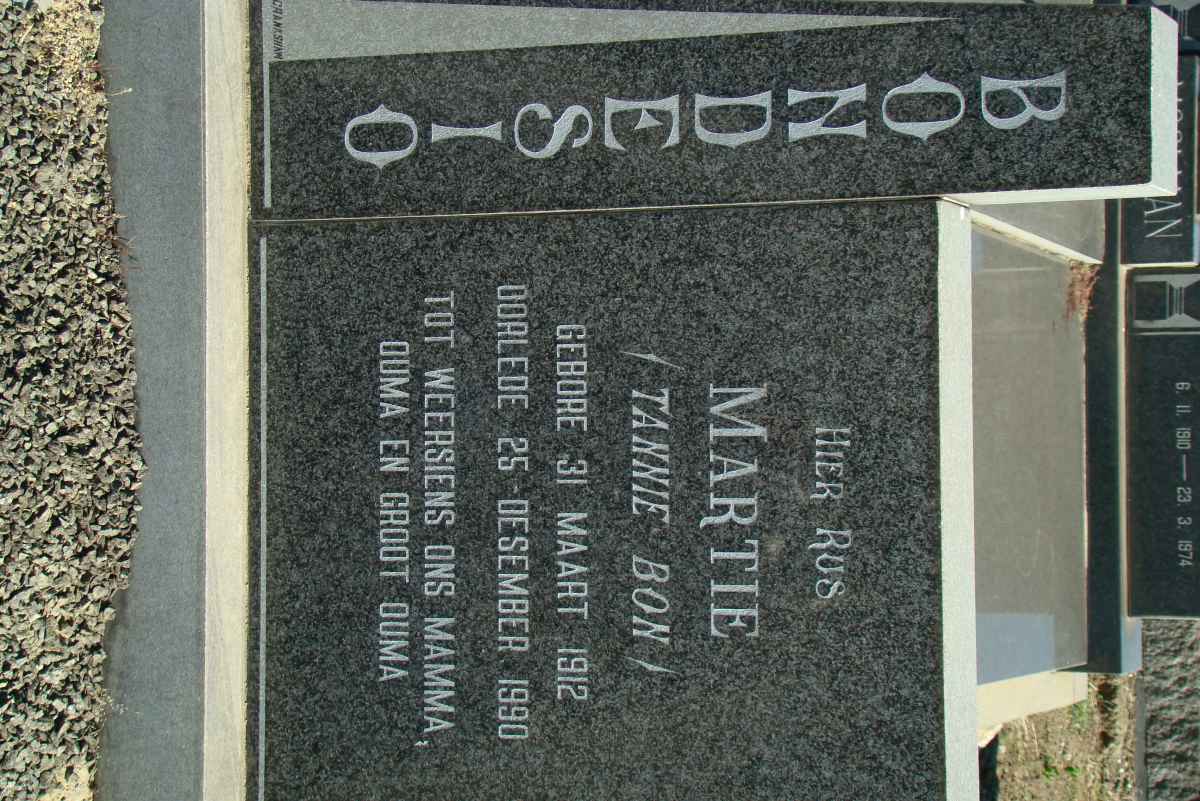 BONDESIO
HIER RUS
MARTIE
(TANNIE BON)
GEBORE 31 MAART 1912
OORLEDE 25-DESEMBER 1990
TOT WEERSIENS ONS MAMMA,
OUMA EN GROOT OUMA
6. 11. 1910 — 23. 3. 1974